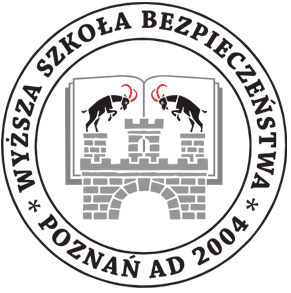 WYŻSZA SZKOŁA BEZPIECZEŃSTWA
* POZNAŃ AD 2004 *